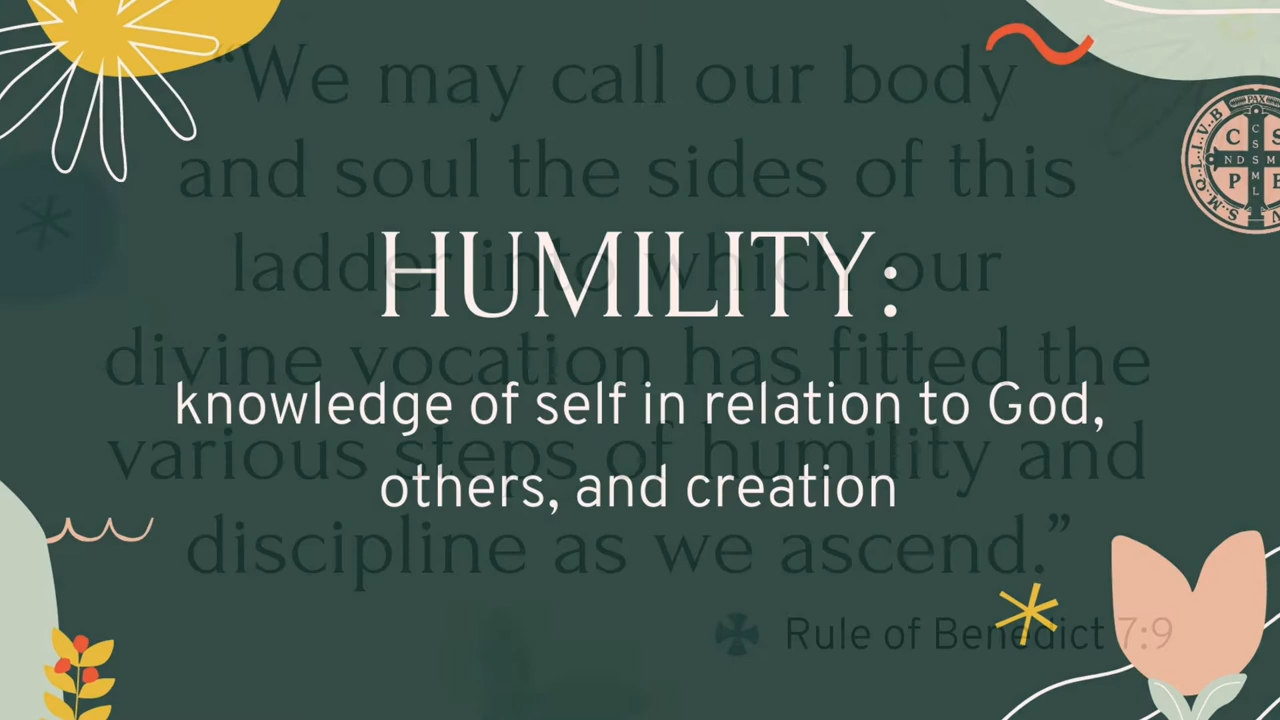 “We may call our body
and soul the sides of this
ladder into which our
HUMILITY:
divine vocation has fitted the
knowledge of self in relation to God,
various steps of humility and
others, and creation
discipline as we ascend.”
Rule of Benedict 7:9
PAX
C S
N D S M
P B
C S S M L
V B
S M Q L I V B